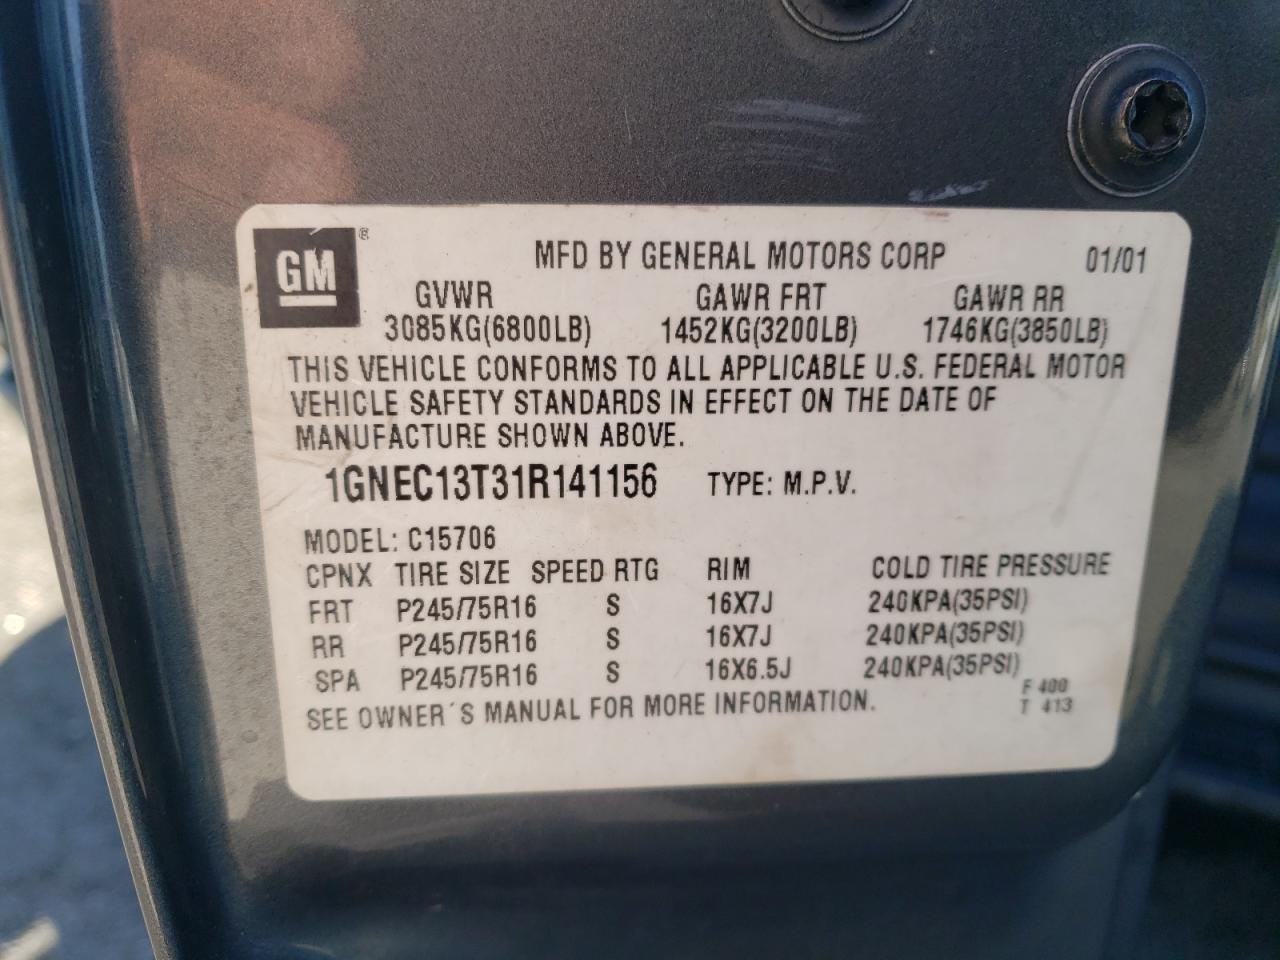 GM ® MFD BY GENERAL MOTORS CORP 01/01
GVWR GAWR FRT GAWR RR
3085KG(6800LB) 1452KG(3200LB) 1746KG(3850LB)
THIS VEHICLE CONFORMS TO ALL APPLICABLE U.S. FEDERAL MOTOR
VEHICLE SAFETY STANDARDS IN EFFECT ON THE DATE OF
MANUFACTURE SHOWN ABOVE.
1GNEC13T31R141156 TYPE: M.P.V.
MODEL: C15706
CPNX TIRE SIZE SPEED RTG RIM COLD TIRE PRESSURE
FRT P245/75R16 S 16X7J 240KPA(35PSI)
RR P245/75R16 S 16X7J 240KPA(35PSI)
SPA P245/75R16 S 16X6.5J 240KPA(35PSI)
SEE OWNER´S MANUAL FOR MORE INFORMATION. F 400
T 413